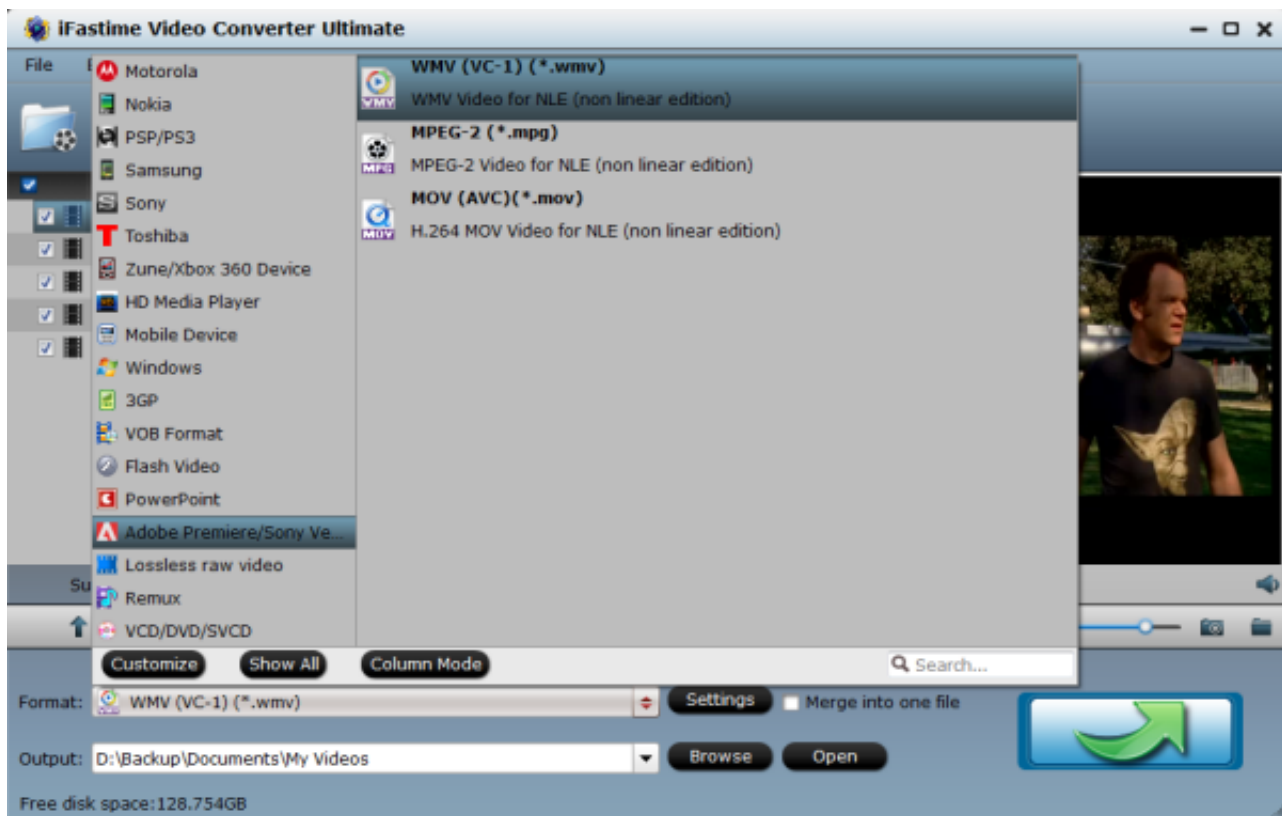 iFastime Video Converter Ultimate
File
Motorola
Nokia
PSP/PS3
Samsung
Sony
Toshiba
Zune/Xbox 360 Device
HD Media Player
Mobile Device
Windows
3GP
VOB Format
Flash Video
PowerPoint
Adobe Premiere/Sony Ve...
Lossless raw video
Remux
VCD/DVD/SVCD
WMV (VC-1) (*.wmv)
WMV Video for NLE (non linear edition)
MPEG-2 (*.mpg)
MPEG-2 Video for NLE (non linear edition)
MOV (AVC)(*.mov)
H.264 MOV Video for NLE (non linear edition)
WMV
MPEG
MOV
Su
Customize Show All Column Mode Search...
Format: WMV (VC-1) (*.wmv) Settings Merge into one file
Output: D:\Backup\Documents\My Videos Browse Open
Free disk space:128.754GB